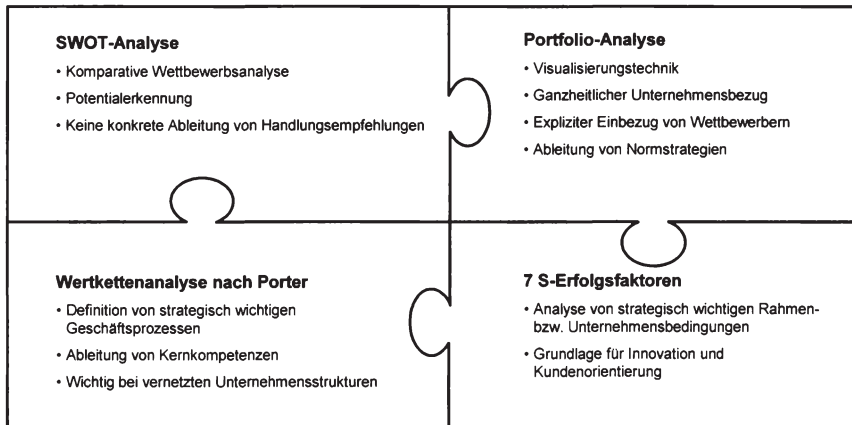 SWOT-Analyse
• Komparative Wettbewerbsanalyse
• Potentialerkennung
• Keine konkrete Ableitung von Handlungsempfehlungen
Portfolio-Analyse
• Visualisierungstechnik
• Ganzheitlicher Unternehmensbezug
• Expliziter Einbezug von Wettbewerbern
• Ableitung von Normstrategien
Wertkettenanalyse nach Porter
• Definition von strategisch wichtigen
Geschäftsprozessen
• Ableitung von Kernkompetenzen
• Wichtig bei vernetzten Unternehmensstrukturen
7 S-Erfolgsfaktoren
• Analyse von strategisch wichtigen Rahmen-
bzw. Unternehmensbedingungen
• Grundlage für Innovation und
Kundenorientierung